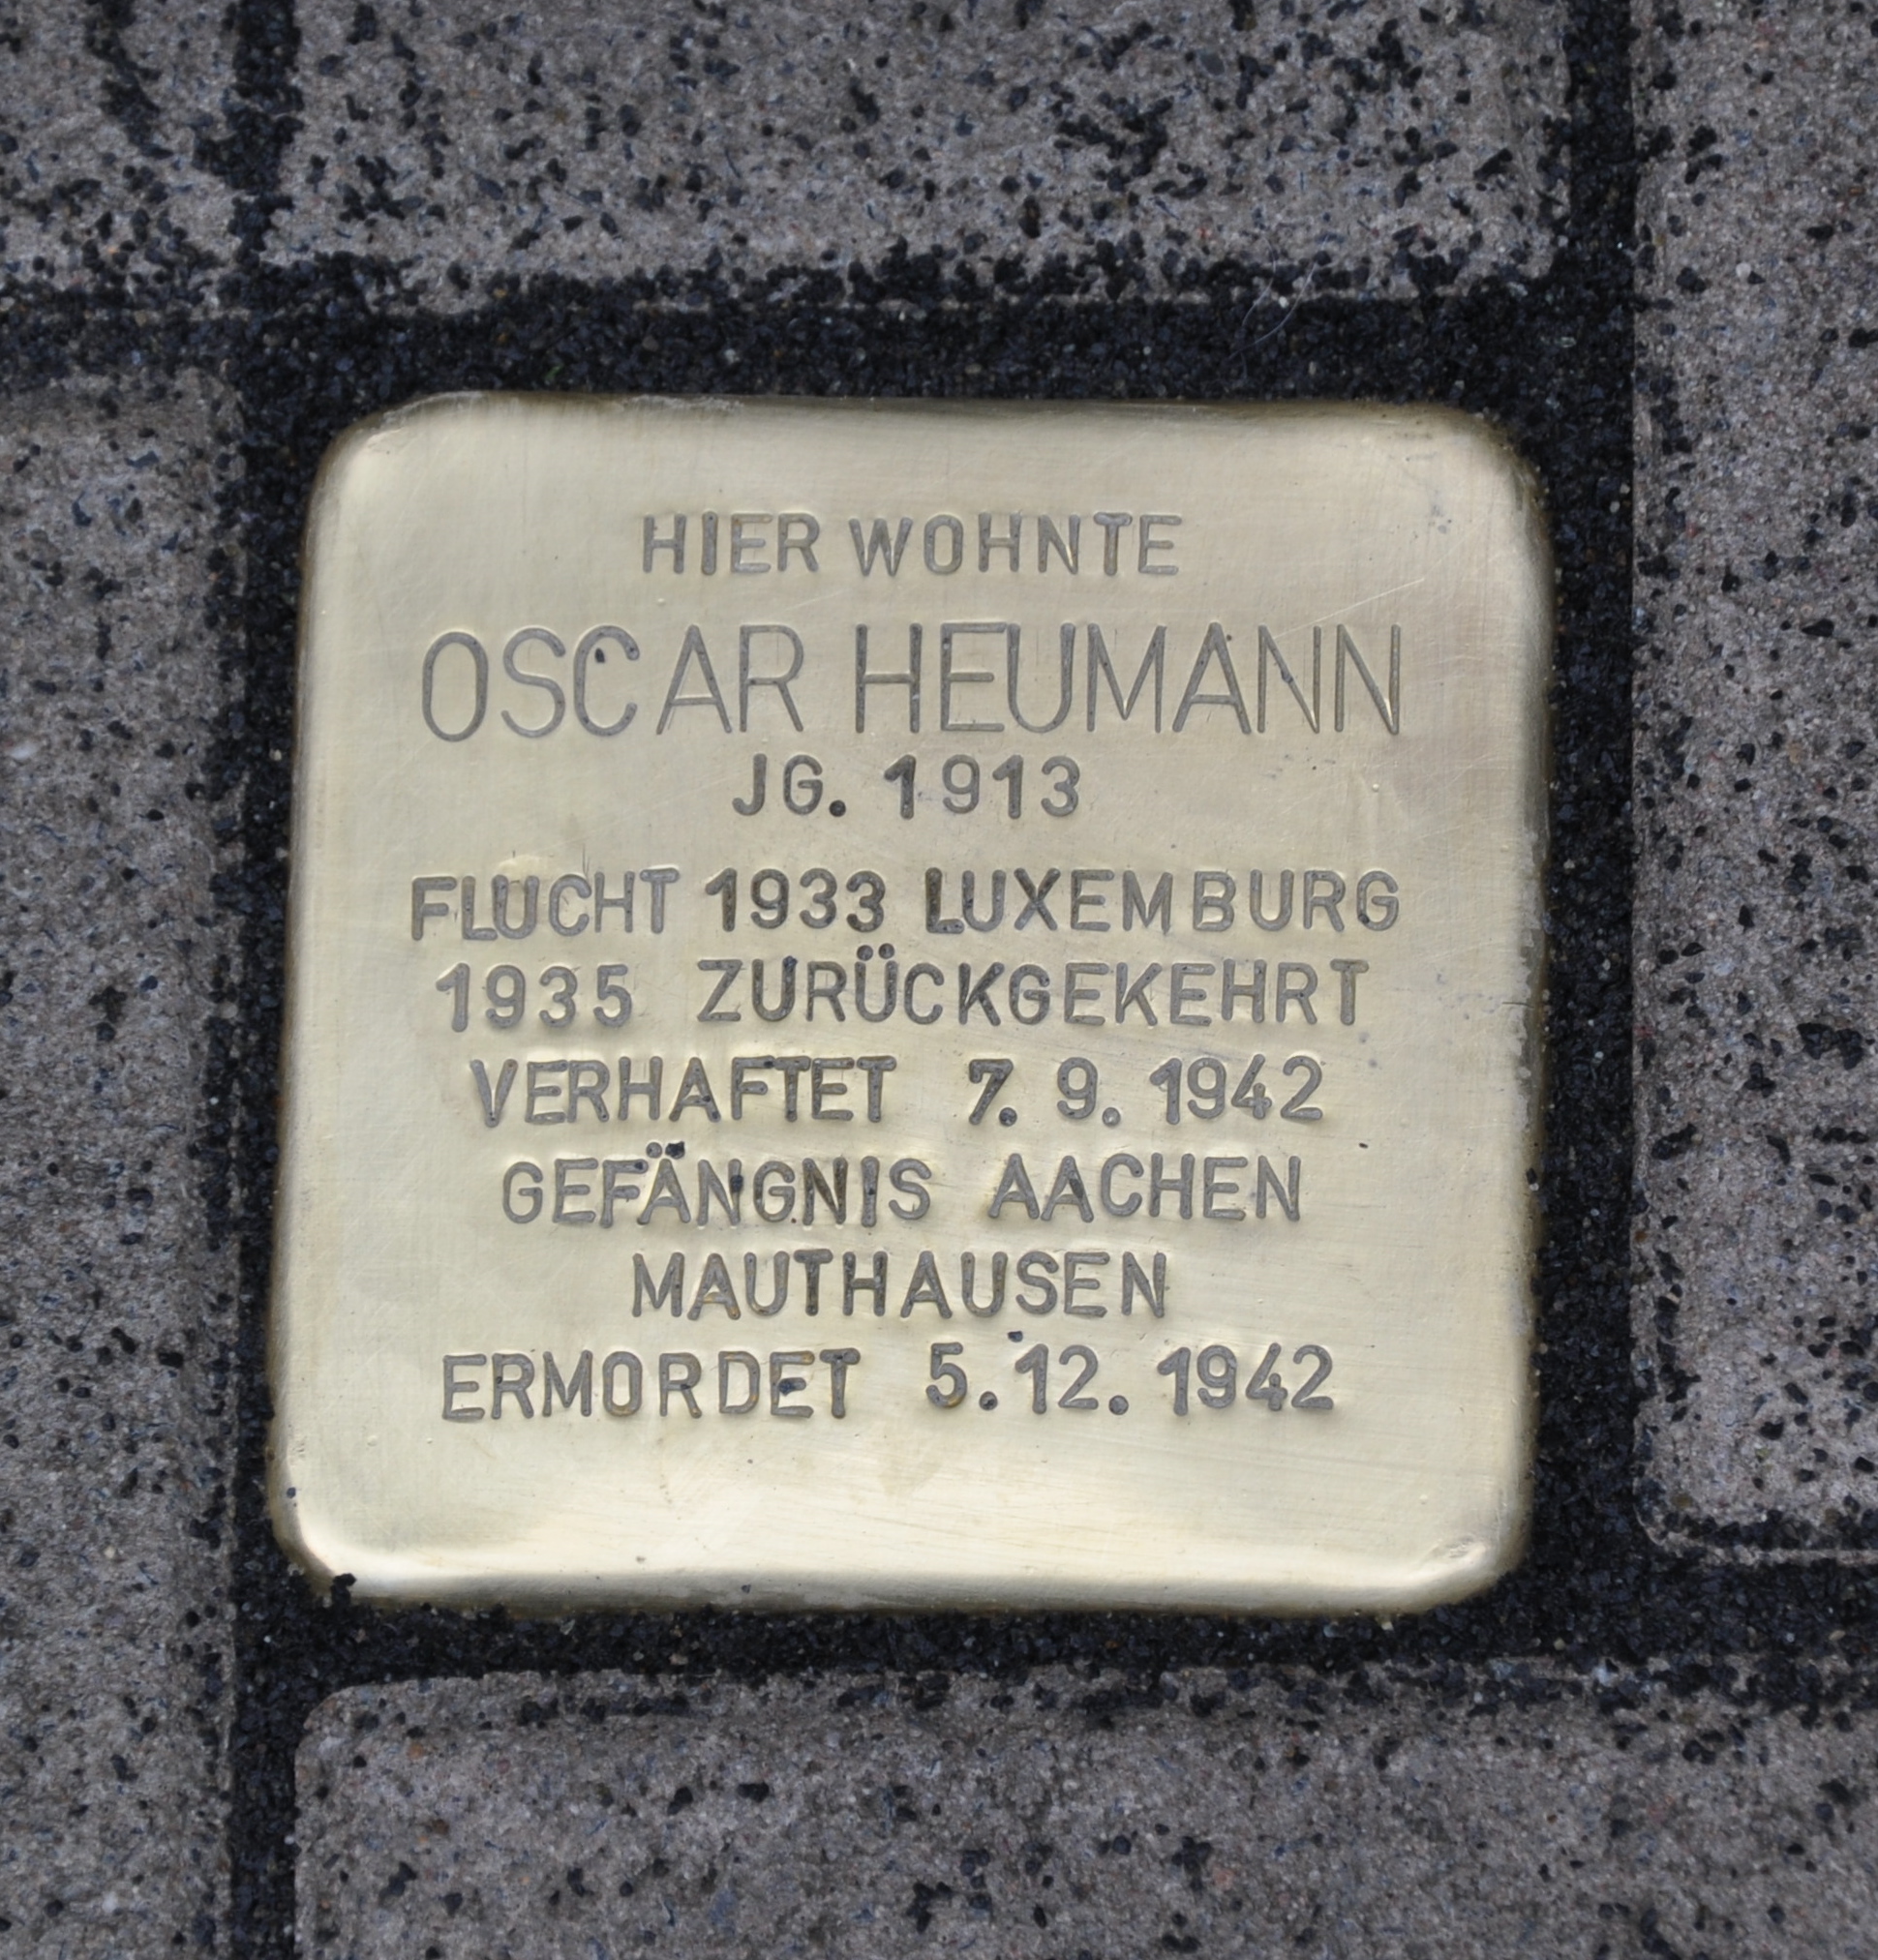 HIER WOHNTE
OSCAR HEUMANN
JG. 1913
FLUCHT 1933 LUXEMBURG
1935 ZURÜCKGEKEHRT
VERHAFTET 7. 9. 1942
GEFÄNGNIS AACHEN
MAUTHAUSEN
ERMORDET 5.12.1942